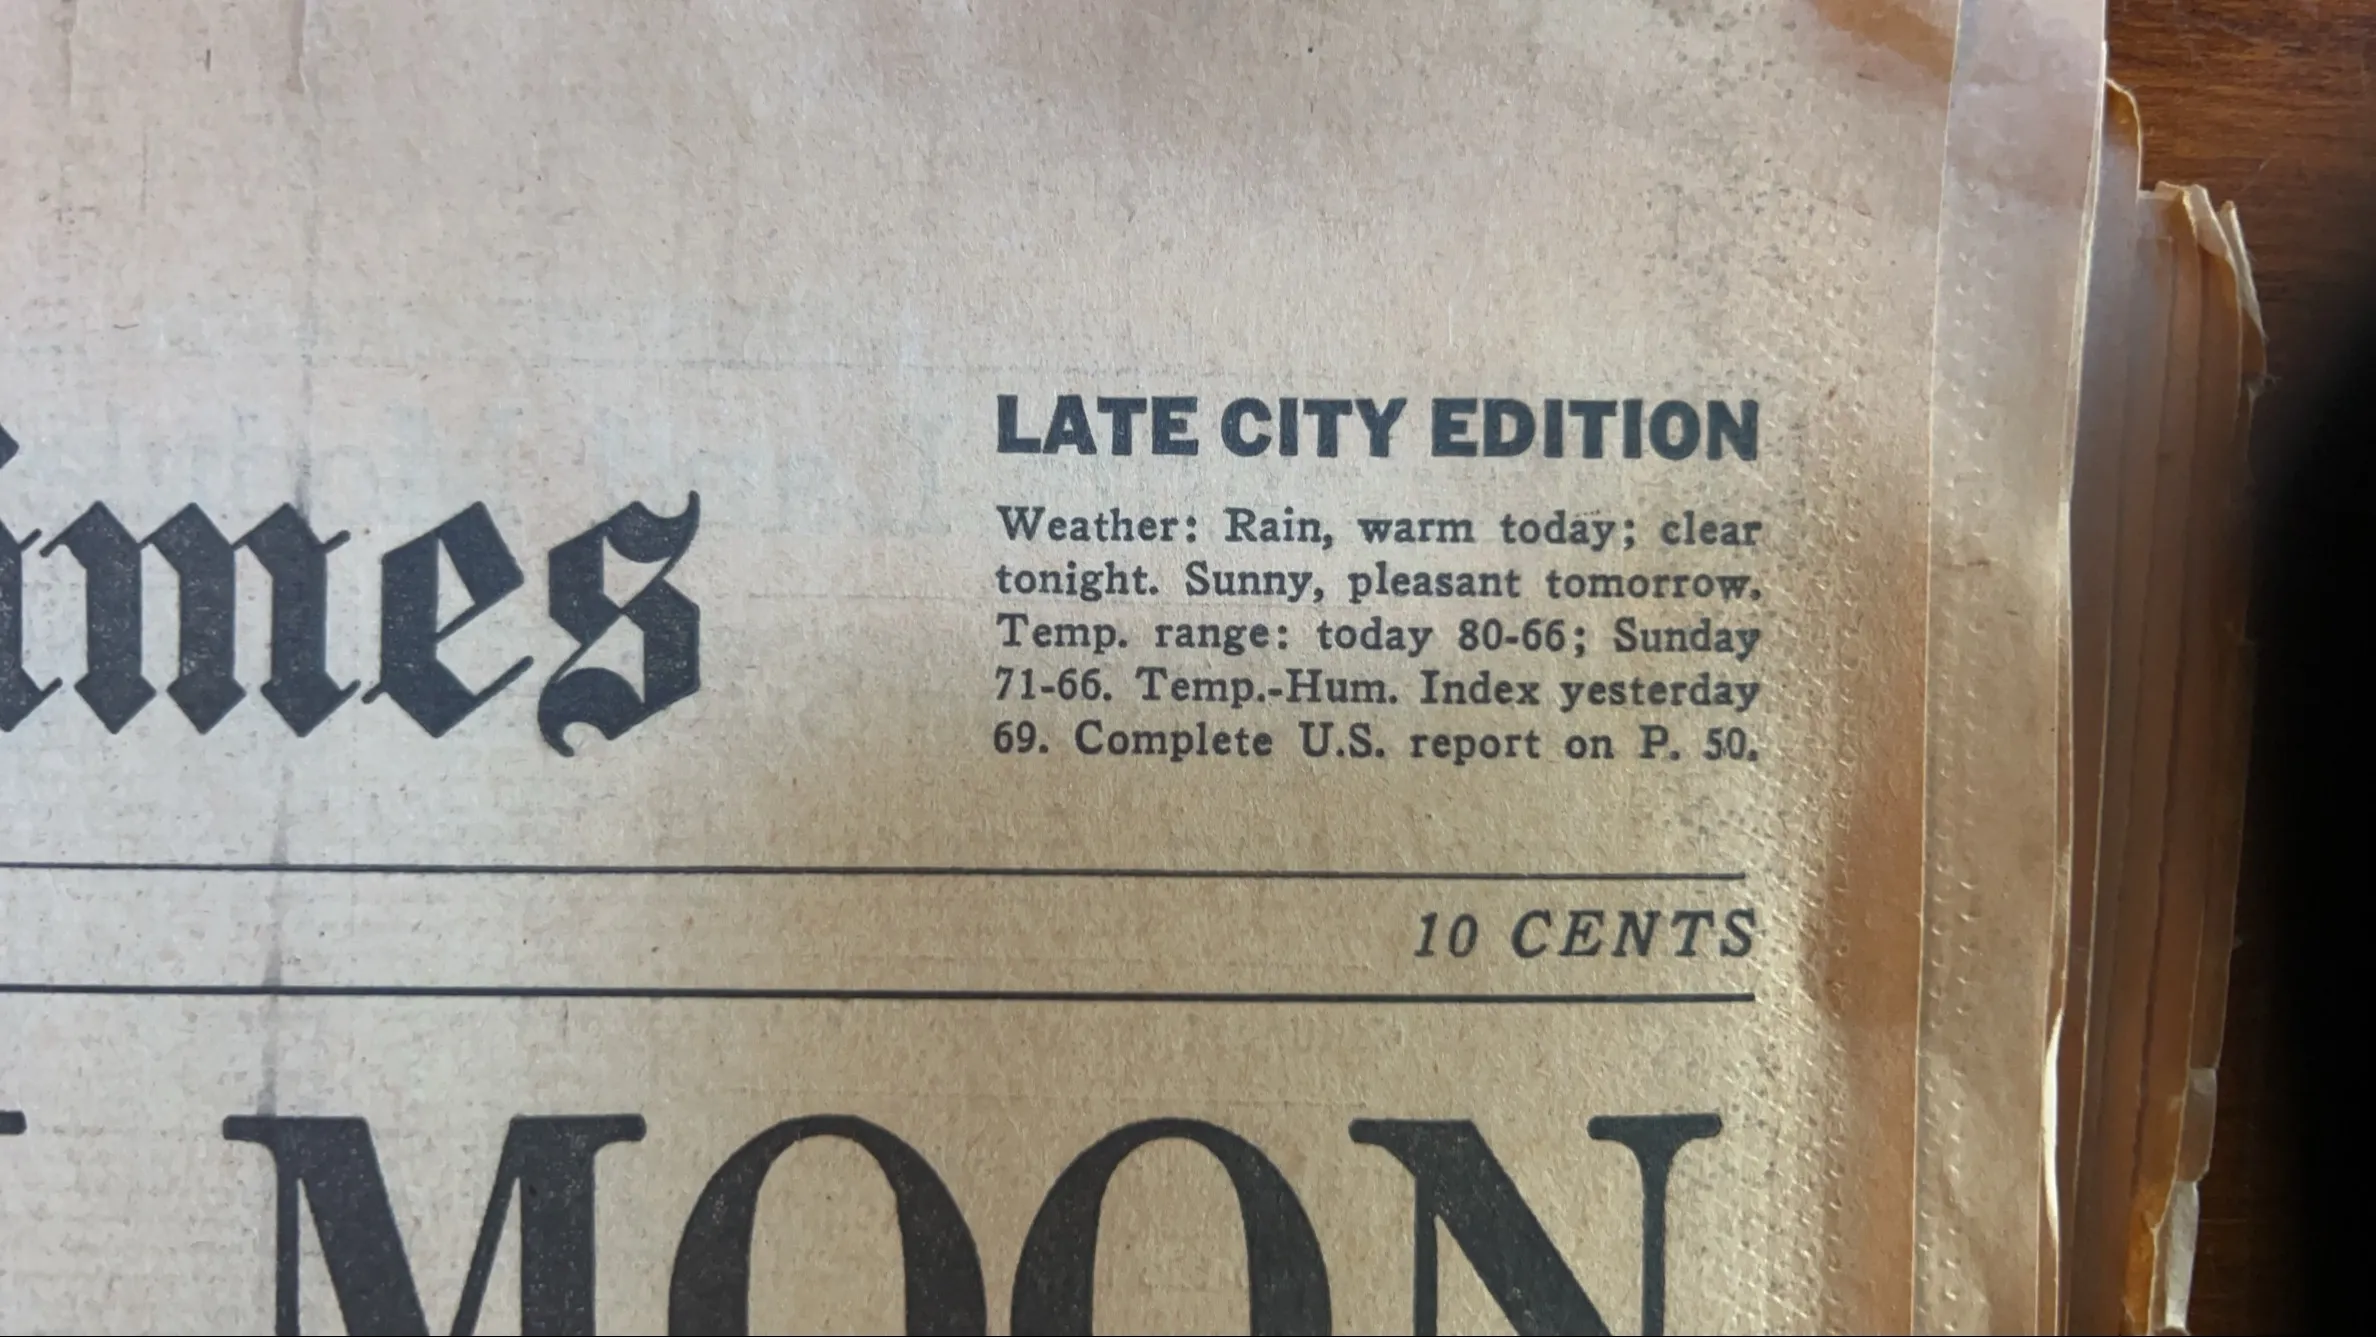 imes
LATE CITY EDITION
Weather: Rain, warm today; clear
tonight. Sunny, pleasant tomorrow.
Temp. range: today 80-66; Sunday
71-66. Temp.-Hum. Index yesterday
69. Complete U.S. report on P. 50.
10 CENTS
MOON